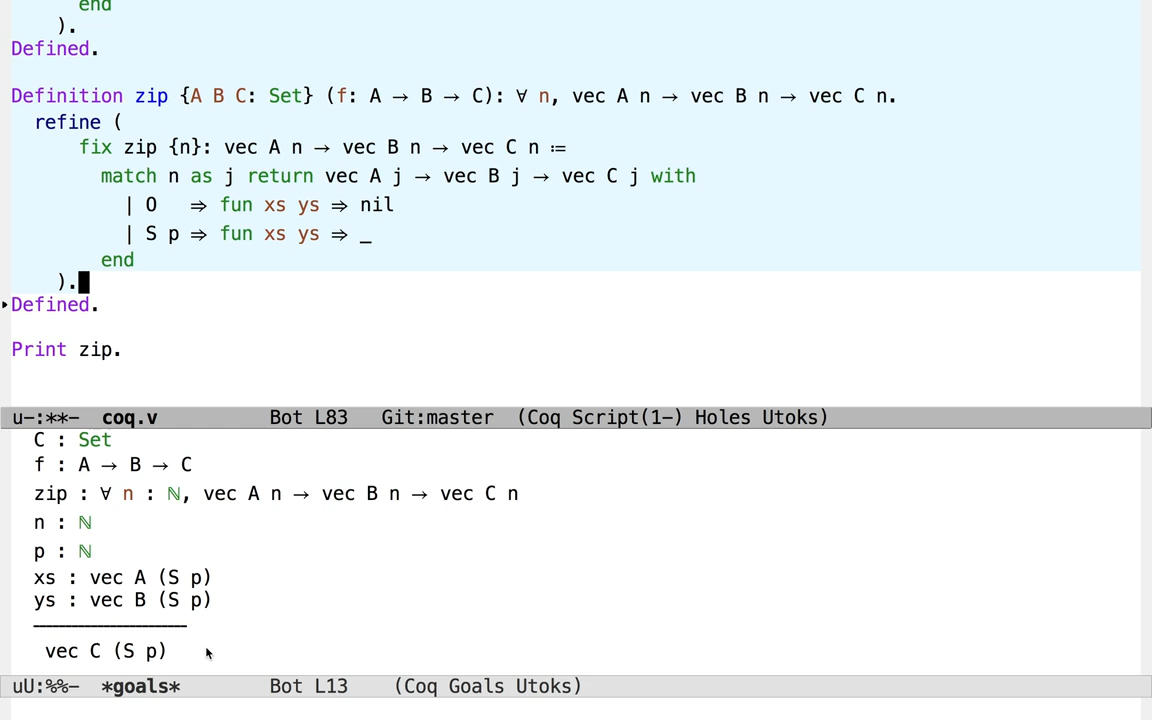 end
).
Defined.
Definition zip {A B C: Set} (f: A → B → C): ∀ n, vec A n → vec B n → vec C n.
refine (
fix zip {n}: vec A n → vec B n → vec C n ≔
match n as j return vec A j → vec B j → vec C j with
| O ⇒ fun xs ys ⇒ nil
| S p ⇒ fun xs ys ⇒ _
end
).
Defined.
Print zip.
u-:**- coq.v Bot L83 Git:master (Coq Script(1-) Holes Utoks)
C : Set
f : A → B → C
zip : ∀ n : ℕ, vec A n → vec B n → vec C n
n : ℕ
p : ℕ
xs : vec A (S p)
ys : vec B (S p)
vec C (S p)
uU:%%- *goals* Bot L13 (Coq Goals Utoks)